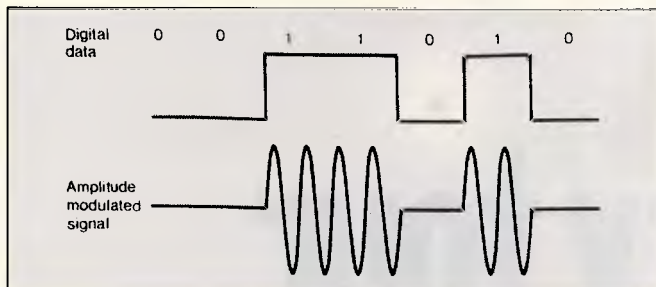 Digital data
0 0 1 1 0 1 0
Amplitude
modulated
signal